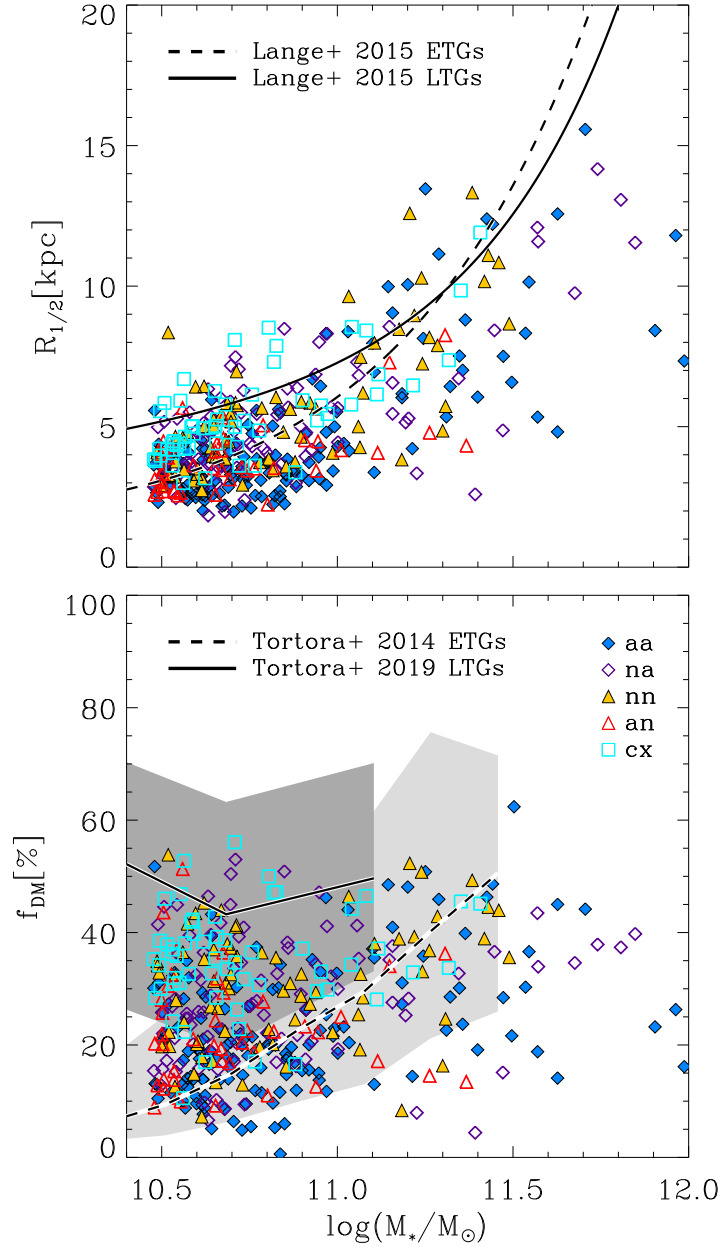 20
15
10
5
0
R1/2[kpc]
Lange+ 2015 ETGs
Lange+ 2015 LTGs
100
80
60
40
20
0
fDM[%]
Tortora+ 2014 ETGs
Tortora+ 2019 LTGs
aa
na
nn
an
cx
10.5 11.0 11.5 12.0
log(M*/M⊙)